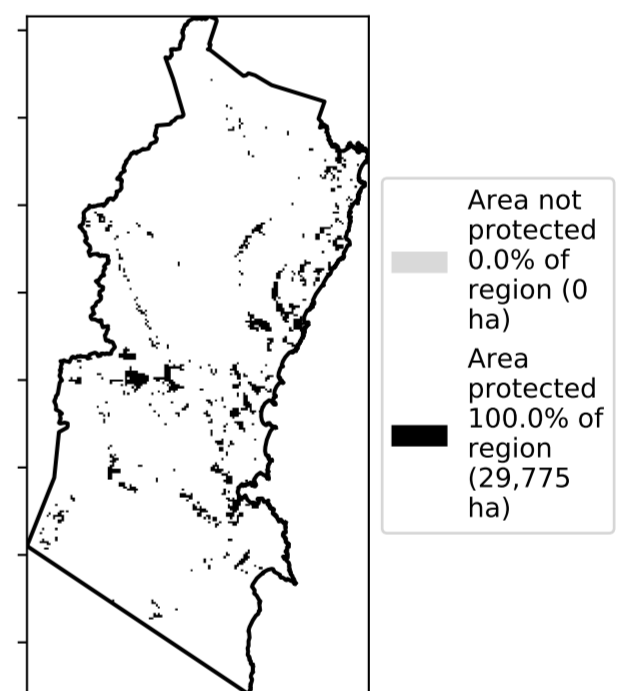 Area not
protected
0.0% of
region (0
ha)
Area
protected
100.0% of
region
(29,775
ha)